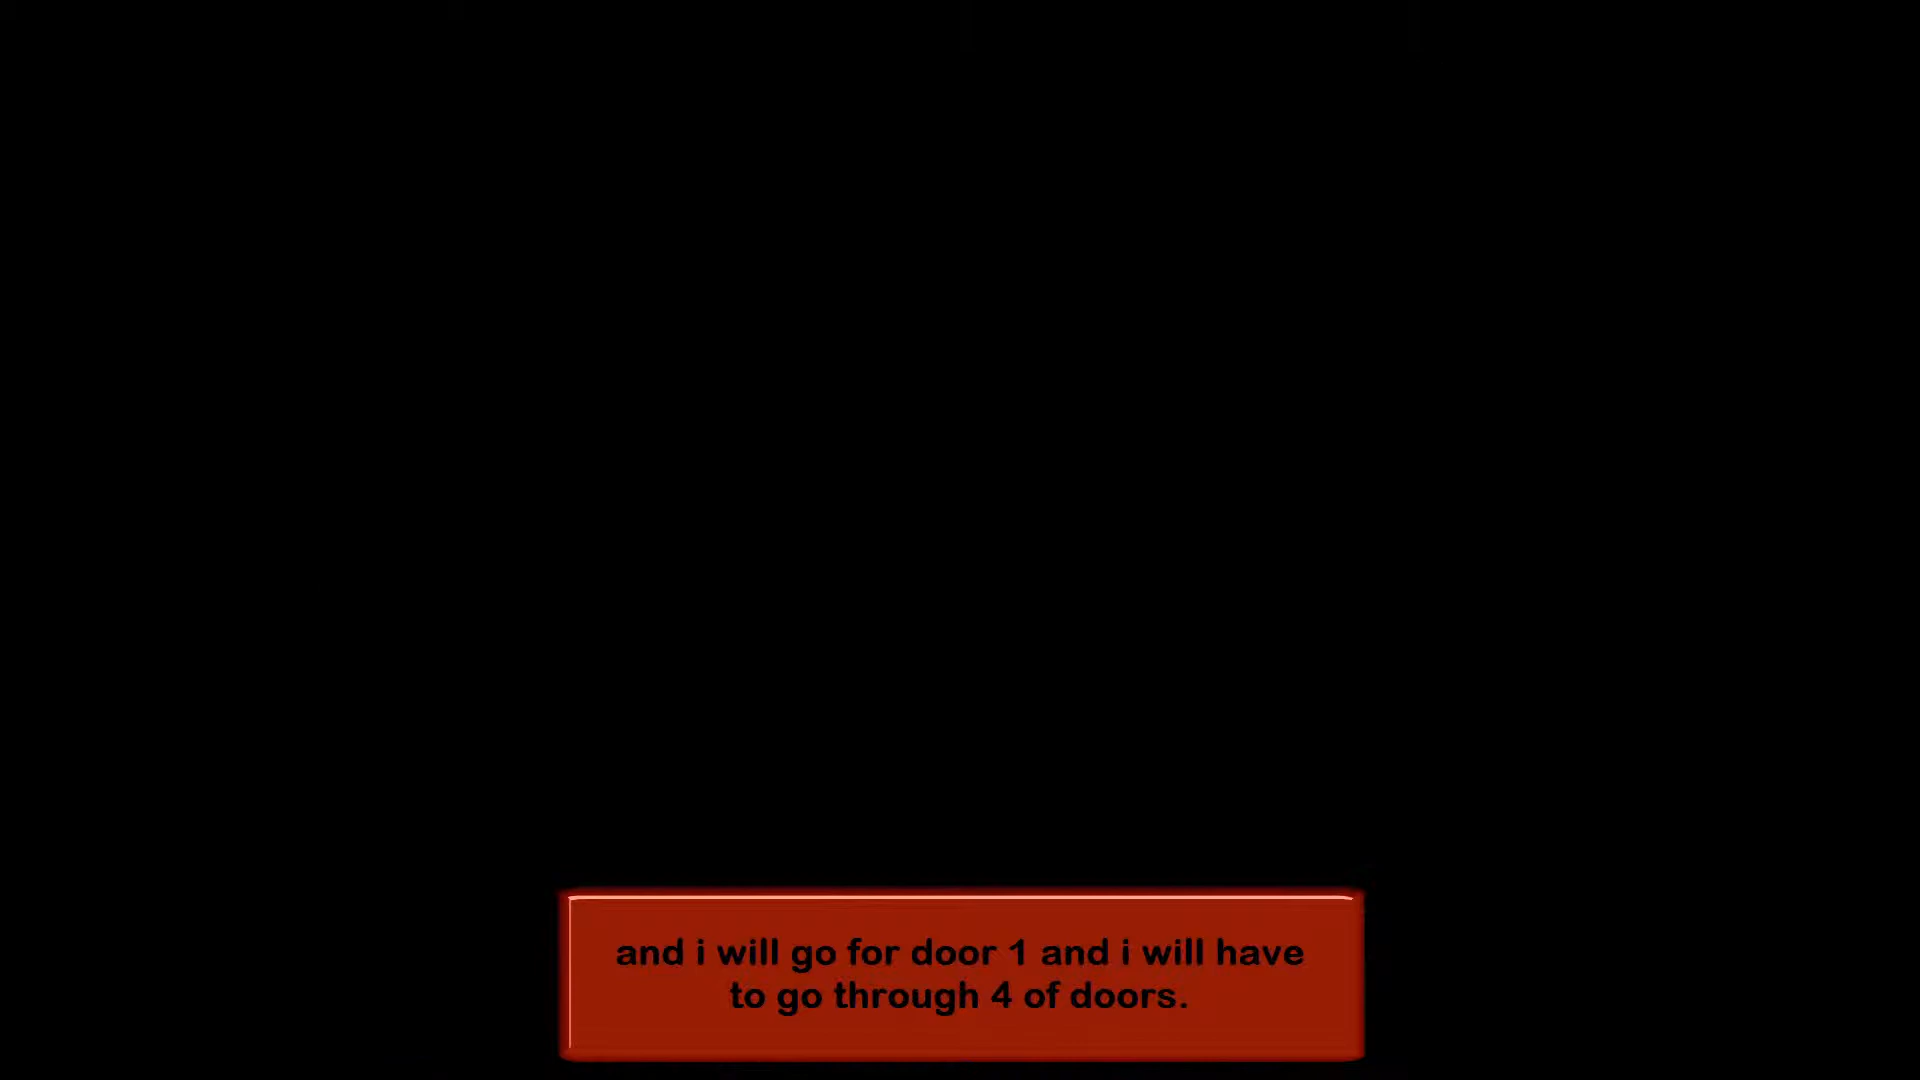 and i will go for door 1 and i will have
to go through 4 of doors.